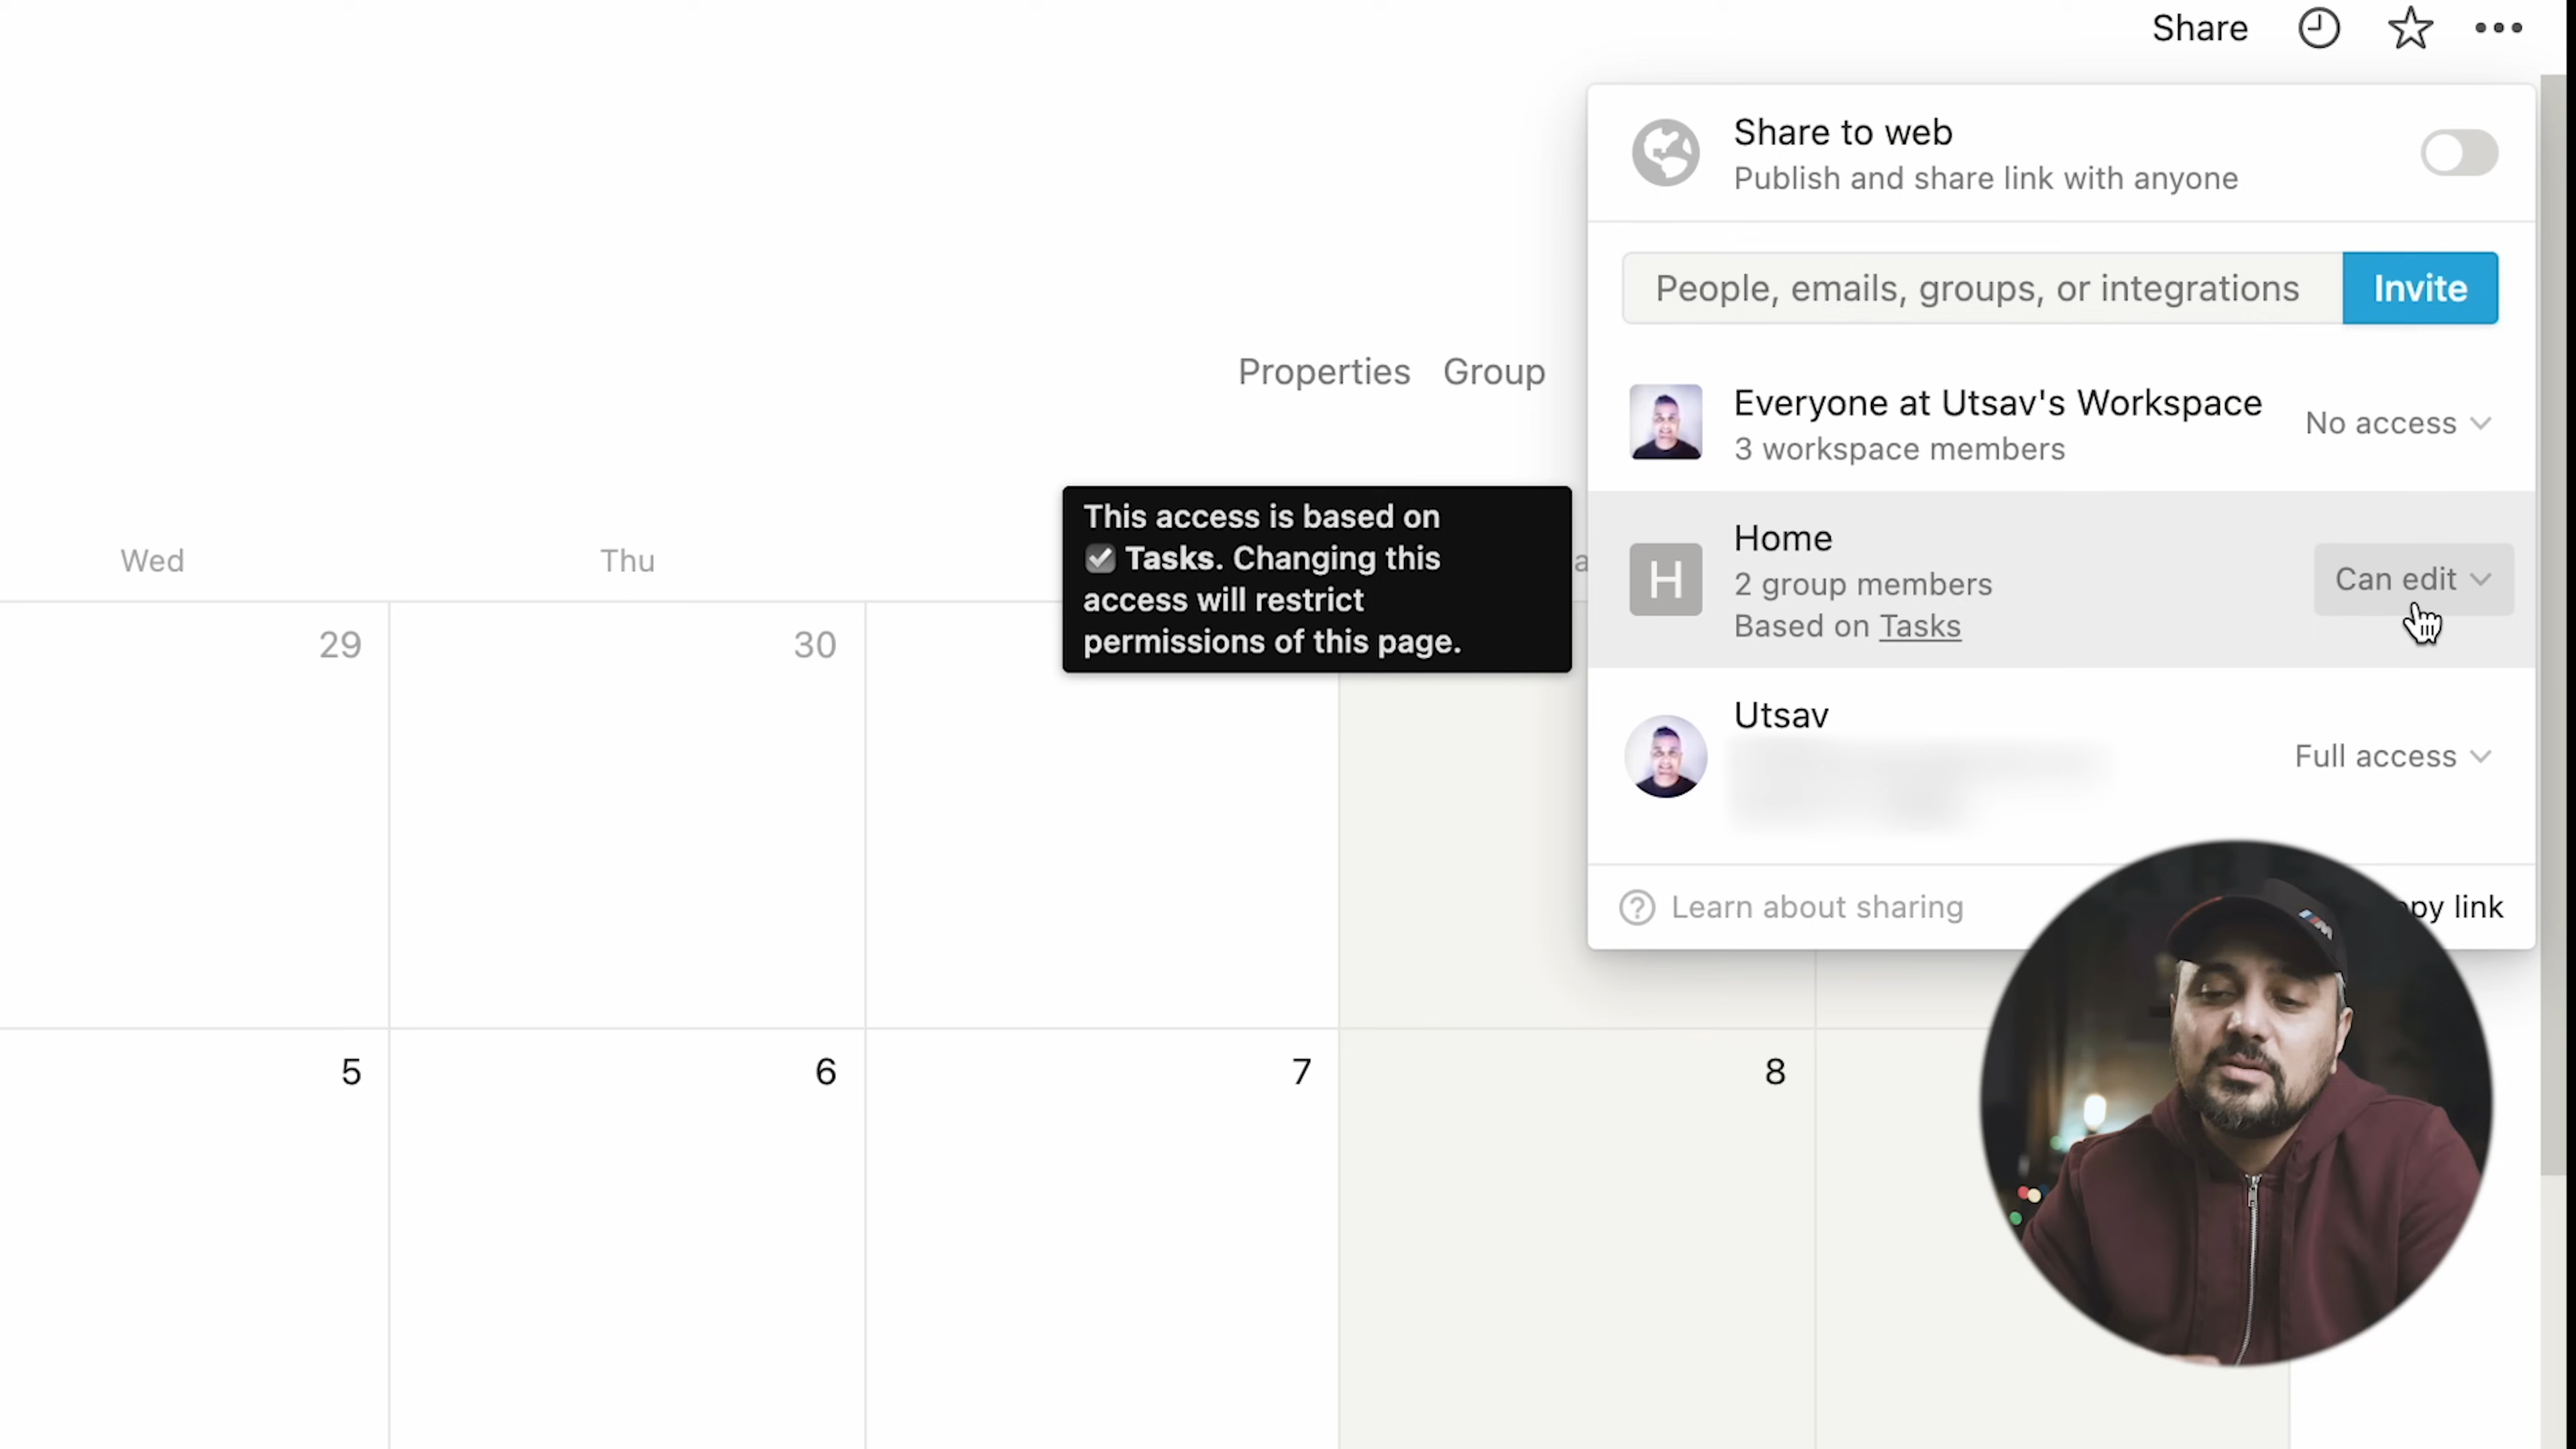 Share
Share to web
Publish and share link with anyone
People, emails, groups, or integrations Invite
Properties Group
Everyone at Utsav's Workspace
3 workspace members
No access
This access is based on
Tasks. Changing this
access will restrict
permissions of this page.
H
Home
2 group members
Based on Tasks
Can edit
Wed Thu
29 30
Utsav
Full access
Learn about sharing
py link
5 6 7 8